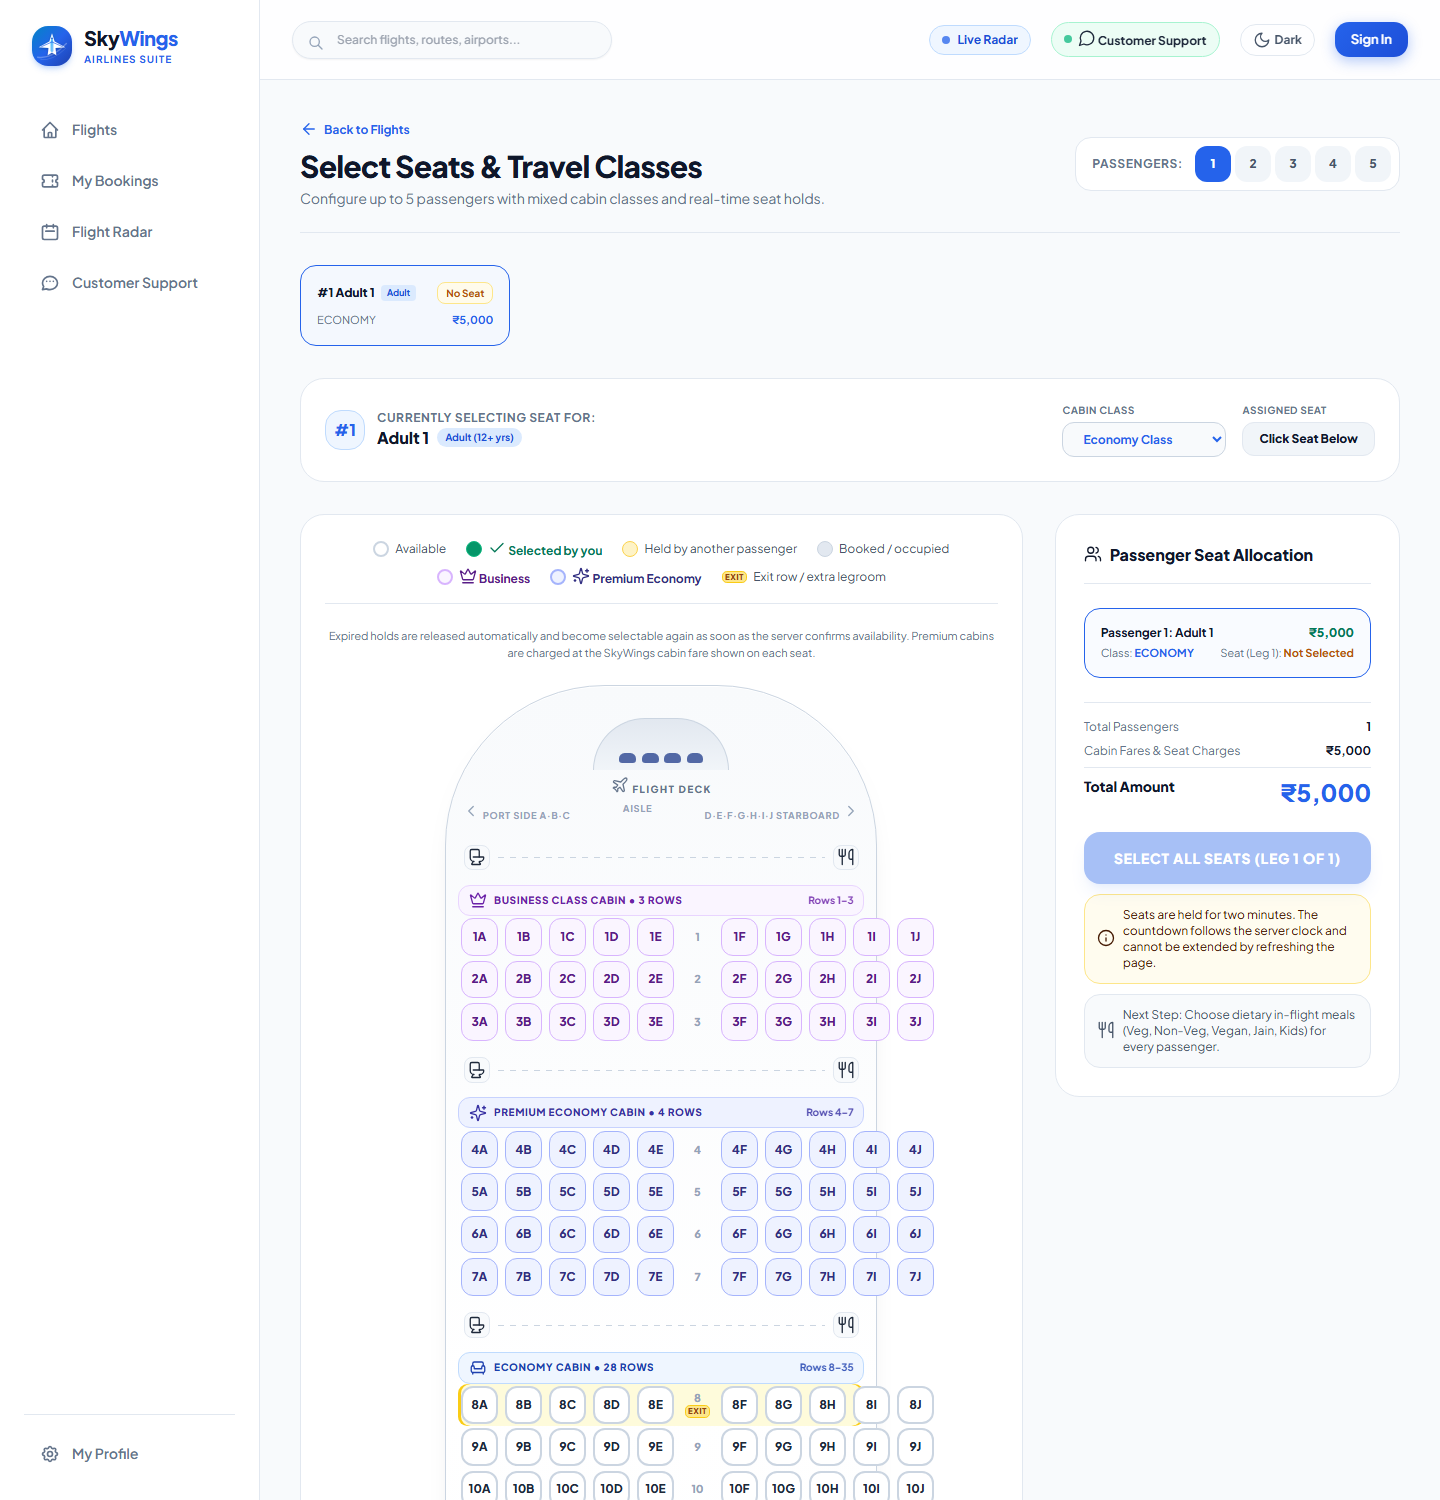 SkyWings
AIRLINES SUITE
Search flights, routes, airports...
Live Radar
Customer Support
Dark
Sign In
Flights
My Bookings
Flight Radar
Customer Support
My Profile
Back to Flights
Select Seats & Travel Classes
Configure up to 5 passengers with mixed cabin classes and real-time seat holds.
PASSENGERS: 1 2 3 4 5
#1 Adult 1 Adult No Seat
ECONOMY ₹5,000
#1
CURRENTLY SELECTING SEAT FOR:
Adult 1 Adult (12+ yrs)
CABIN CLASS
Economy Class
ASSIGNED SEAT
Click Seat Below
Available Selected by you Held by another passenger Booked / occupied
Business Premium Economy EXIT Exit row / extra legroom
Expired holds are released automatically and become selectable again as soon as the server confirms availability. Premium cabins
are charged at the SkyWings cabin fare shown on each seat.
FLIGHT DECK
PORT SIDE A·B·C AISLE D·E·F·G·H·I·J STARBOARD
BUSINESS CLASS CABIN • 3 ROWS Rows 1–3
1A 1B 1C 1D 1E 1 1F 1G 1H 1I 1J
2A 2B 2C 2D 2E 2 2F 2G 2H 2I 2J
3A 3B 3C 3D 3E 3 3F 3G 3H 3I 3J
PREMIUM ECONOMY CABIN • 4 ROWS Rows 4–7
4A 4B 4C 4D 4E 4 4F 4G 4H 4I 4J
5A 5B 5C 5D 5E 5 5F 5G 5H 5I 5J
6A 6B 6C 6D 6E 6 6F 6G 6H 6I 6J
7A 7B 7C 7D 7E 7 7F 7G 7H 7I 7J
ECONOMY CABIN • 28 ROWS Rows 8–35
8A 8B 8C 8D 8E 8 EXIT 8F 8G 8H 8I 8J
9A 9B 9C 9D 9E 9 9F 9G 9H 9I 9J
10A 10B 10C 10D 10E 10 10F 10G 10H 10I 10J
Passenger Seat Allocation
Passenger 1: Adult 1 ₹5,000
Class: ECONOMY Seat (Leg 1): Not Selected
Total Passengers 1
Cabin Fares & Seat Charges ₹5,000
Total Amount ₹5,000
SELECT ALL SEATS (LEG 1 OF 1)
Seats are held for two minutes. The
countdown follows the server clock and
cannot be extended by refreshing the
page.
Next Step: Choose dietary in-flight meals
(Veg, Non-Veg, Vegan, Jain, Kids) for
every passenger.